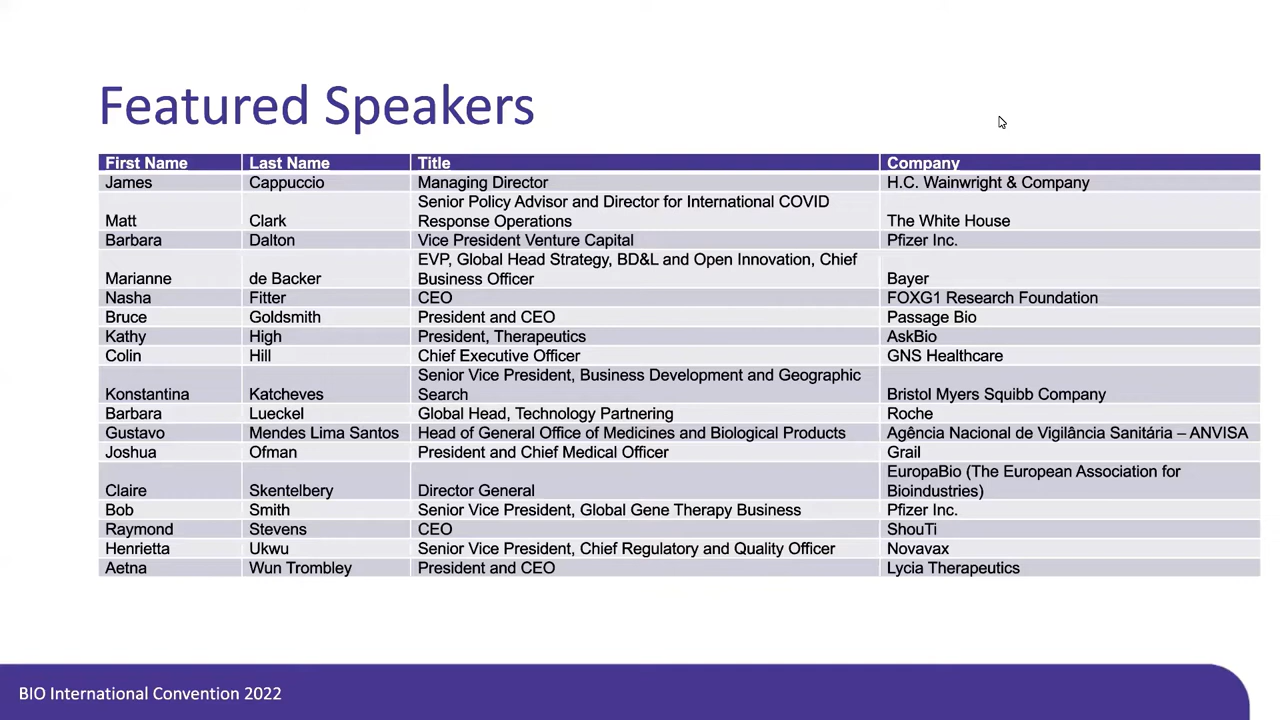 Featured Speakers
First Name Last Name Title Company
James Cappuccio Managing Director H.C. Wainwright & Company
Matt Clark Senior Policy Advisor and Director for International COVID
Response Operations The White House
Barbara Dalton Vice President Venture Capital Pfizer Inc.
Marianne de Backer EVP, Global Head Strategy, BD&L and Open Innovation, Chief
Business Officer Bayer
Nasha Fitter CEO FOXG1 Research Foundation
Bruce Goldsmith President and CEO Passage Bio
Kathy High President, Therapeutics AskBio
Colin Hill Chief Executive Officer GNS Healthcare
Konstantina Katcheves Senior Vice President, Business Development and Geographic
Search Bristol Myers Squibb Company
Barbara Lueckel Global Head, Technology Partnering Roche
Gustavo Mendes Lima Santos Head of General Office of Medicines and Biological Products Agência Nacional de Vigilância Sanitária – ANVISA
Joshua Ofman President and Chief Medical Officer Grail
Claire Skentelbery Director General EuropaBio (The European Association for
Bioindustries)
Bob Smith Senior Vice President, Global Gene Therapy Business Pfizer Inc.
Raymond Stevens CEO ShouTi
Henrietta Ukwu Senior Vice President, Chief Regulatory and Quality Officer Novavax
Aetna Wun Trombley President and CEO Lycia Therapeutics
BIO International Convention 2022